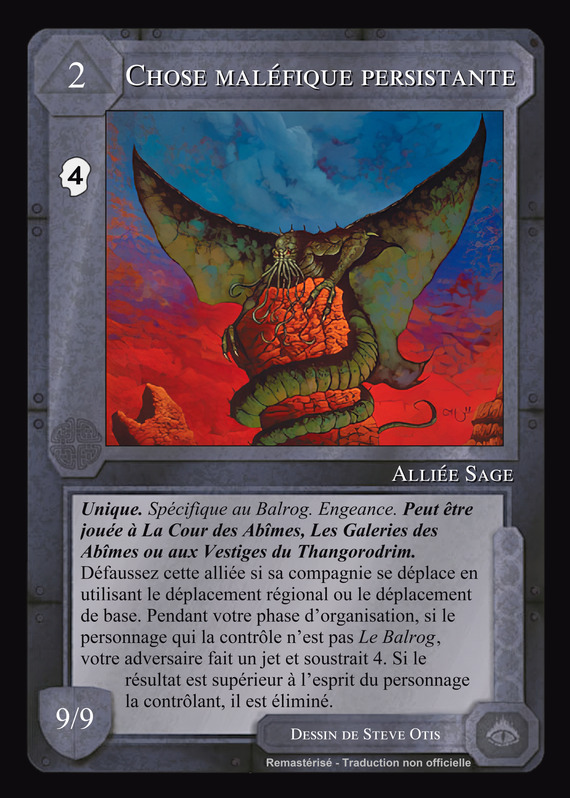 2
CHOSE MALÉFIQUE PERSISTANTE
4
ALLIÉE SAGE
Unique. Spécifique au Balrog. Engeance. Peut être
jouée à La Cour des Abîmes, Les Galeries des
Abîmes ou aux Vestiges du Thangorodrim.
Défaussez cette alliée si sa compagnie se déplace en
utilisant le déplacement régional ou le déplacement
de base. Pendant votre phase d'organisation, si le
personnage qui la contrôle n'est pas Le Balrog,
votre adversaire fait un jet et soustrait 4. Si le
résultat est supérieur à l'esprit du personnage
la contrôlant, il est éliminé.
9/9
DESSIN DE STEVE OTIS
Remastérisé - Traduction non officielle